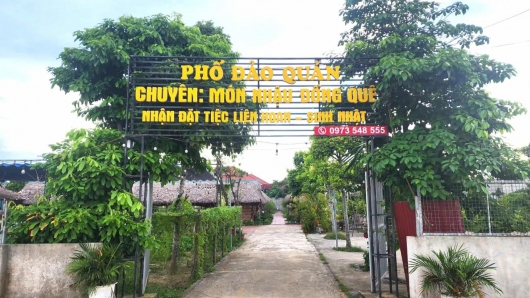 PHỐ ĐẢO QUÁN
CHUYÊN: MÓN NHẬU ĐỒNG QUÊ
NHẬN ĐẶT TIỆC LIÊN HOAN - SINH NHẬT
0973 548 555